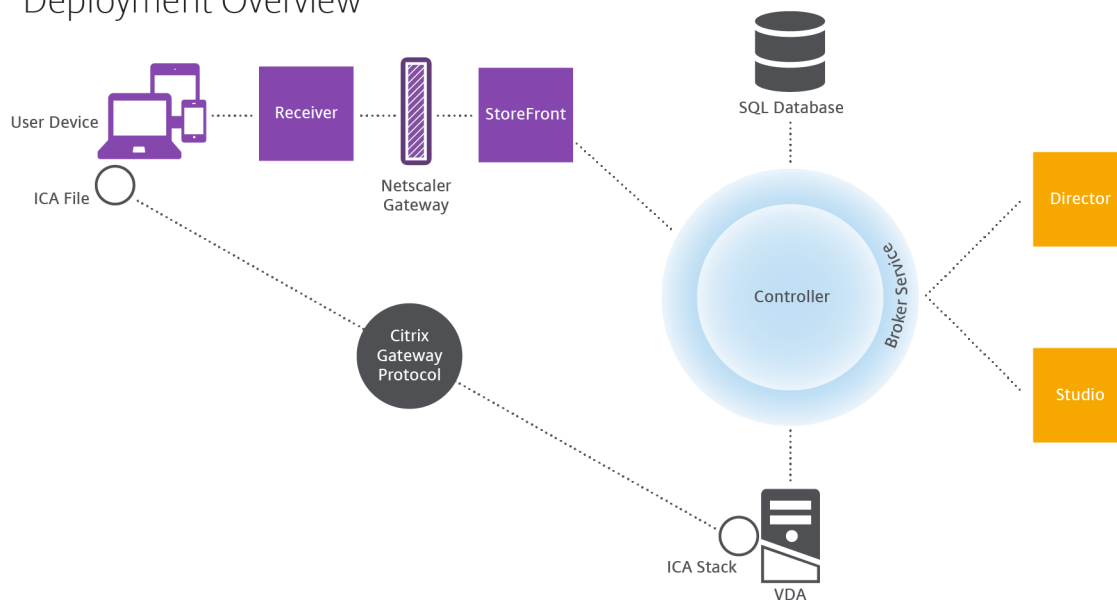 Deployment Overview
User Device
ICA File
Receiver
Netscaler
Gateway
StoreFront
SQL Database
Controller
Broker Service
Director
Studio
Citrix
Gateway
Protocol
ICA Stack
VDA